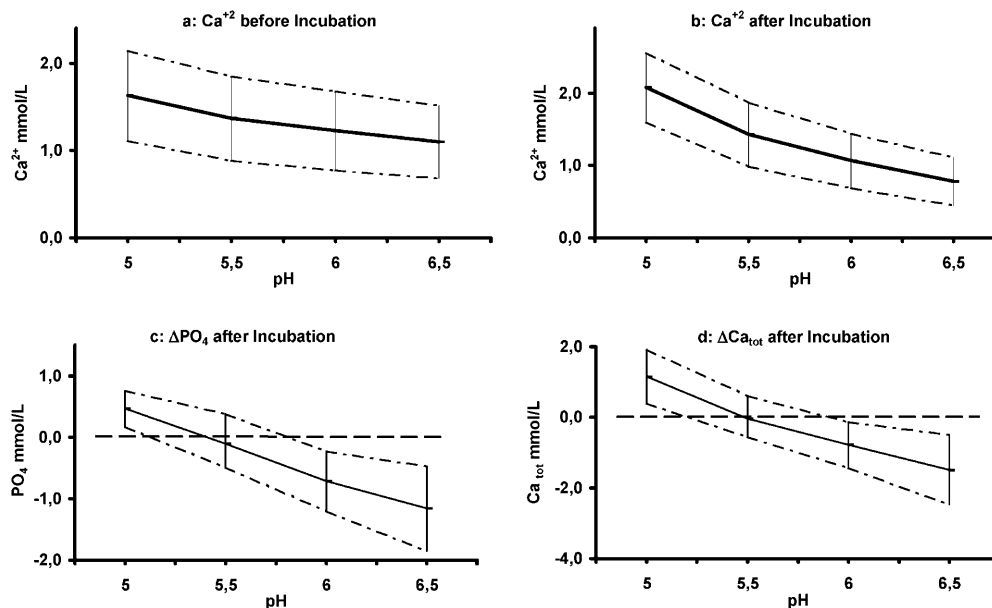 a: Ca+2 before Incubation
Ca2+ mmol/L
2,0
1,0
0,0
5 5,5 6 6,5
pH
b: Ca+2 after Incubation
Ca2+ mmol/L
2,0
1,0
0,0
5 5,5 6 6,5
pH
c: ΔPO4 after Incubation
PO4 mmol/L
1,0
0,0
-1,0
-2,0
5 5,5 6 6,5
pH
d: ΔCatot after Incubation
Ca tot mmol/L
2,0
0,0
-2,0
-4,0
5 5,5 6 6,5
pH